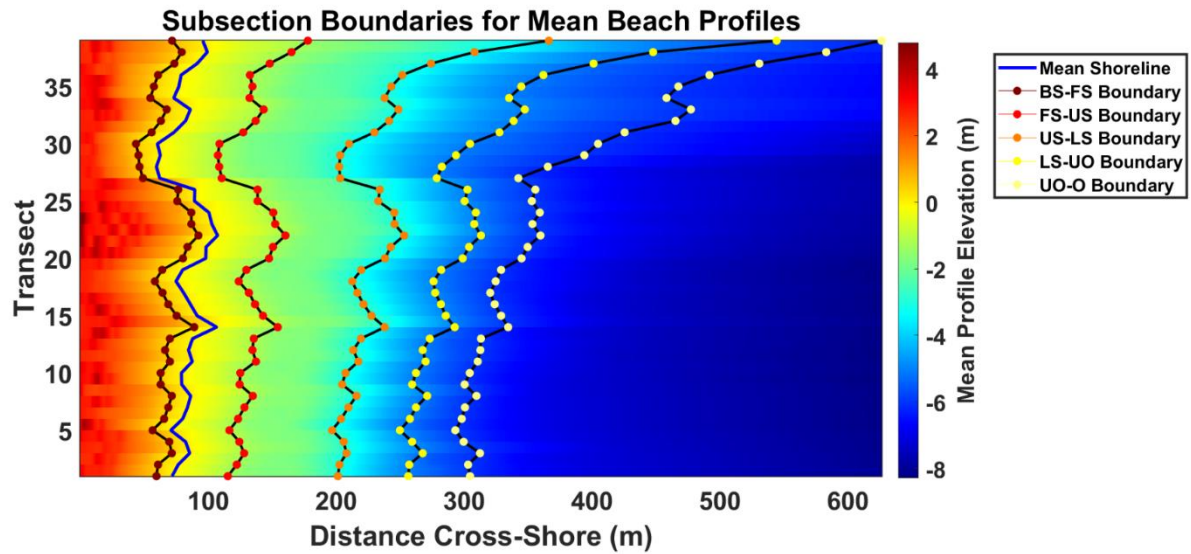 Subsection Boundaries for Mean Beach Profiles
Transect
35
30
25
20
15
10
5
100
200
300
400
500
600
Distance Cross-Shore (m)
4
2
0
-2
-4
-6
-8
Mean Profile Elevation (m)
Mean Shoreline
BS-FS Boundary
FS-US Boundary
US-LS Boundary
LS-UO Boundary
UO-O Boundary